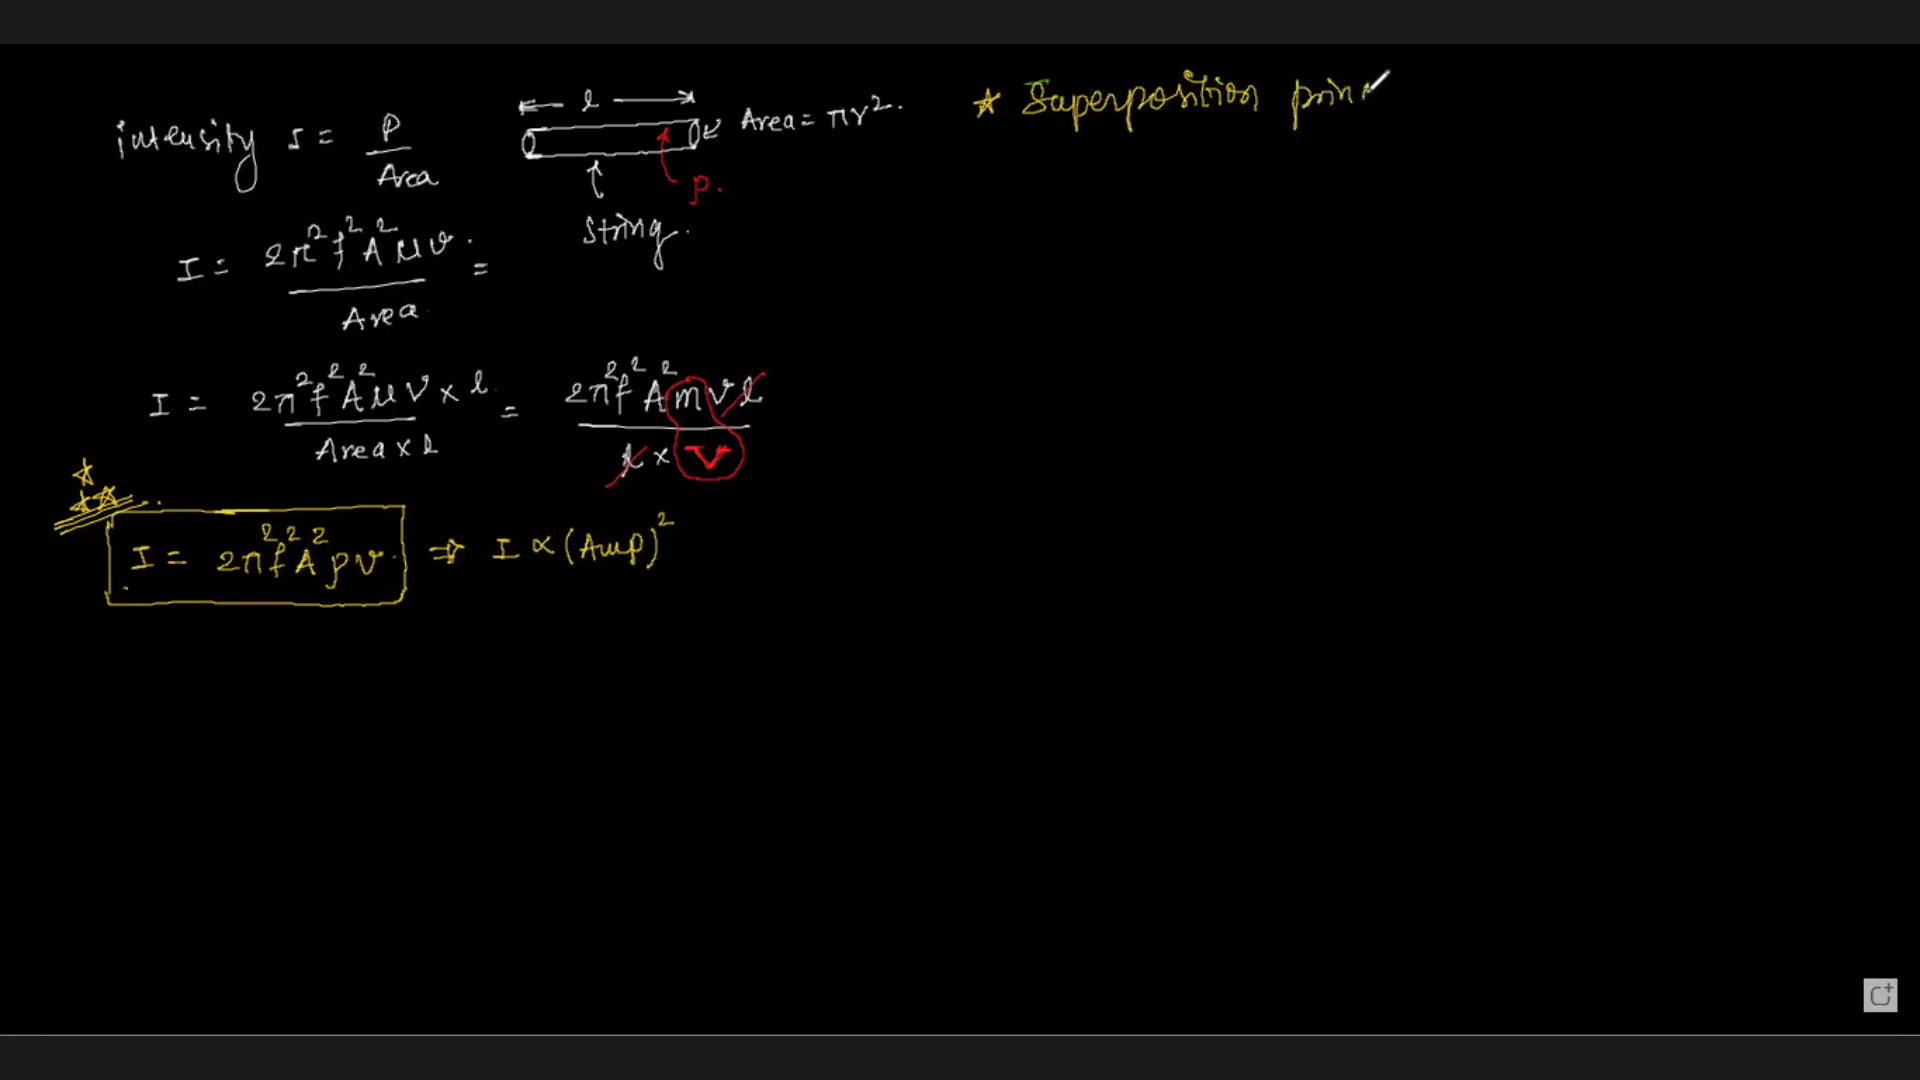 intensity I = P / Area
l
Area = πr².
ρ.
String.
I = 2π²f²A²μv. / Area. =
I = 2π²f²A²μv × l / Area × l = 2π²f²A²mvl / l × V
I = 2π²f²A²ρv. ⇒ I ∝ (Amp)²
★ Superposition prin